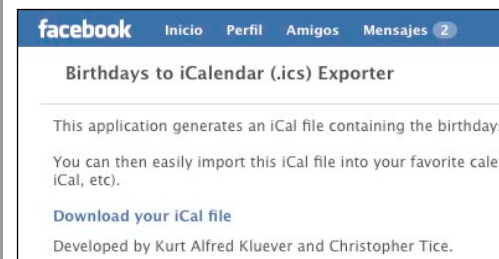 facebook Inicio Perfil Amigos Mensajes 2
Birthdays to iCalendar (.ics) Exporter
This application generates an iCal file containing the birthdays
You can then easily import this iCal file into your favorite cale
iCal, etc).
Download your iCal file
Developed by Kurt Alfred Kluever and Christopher Tice.